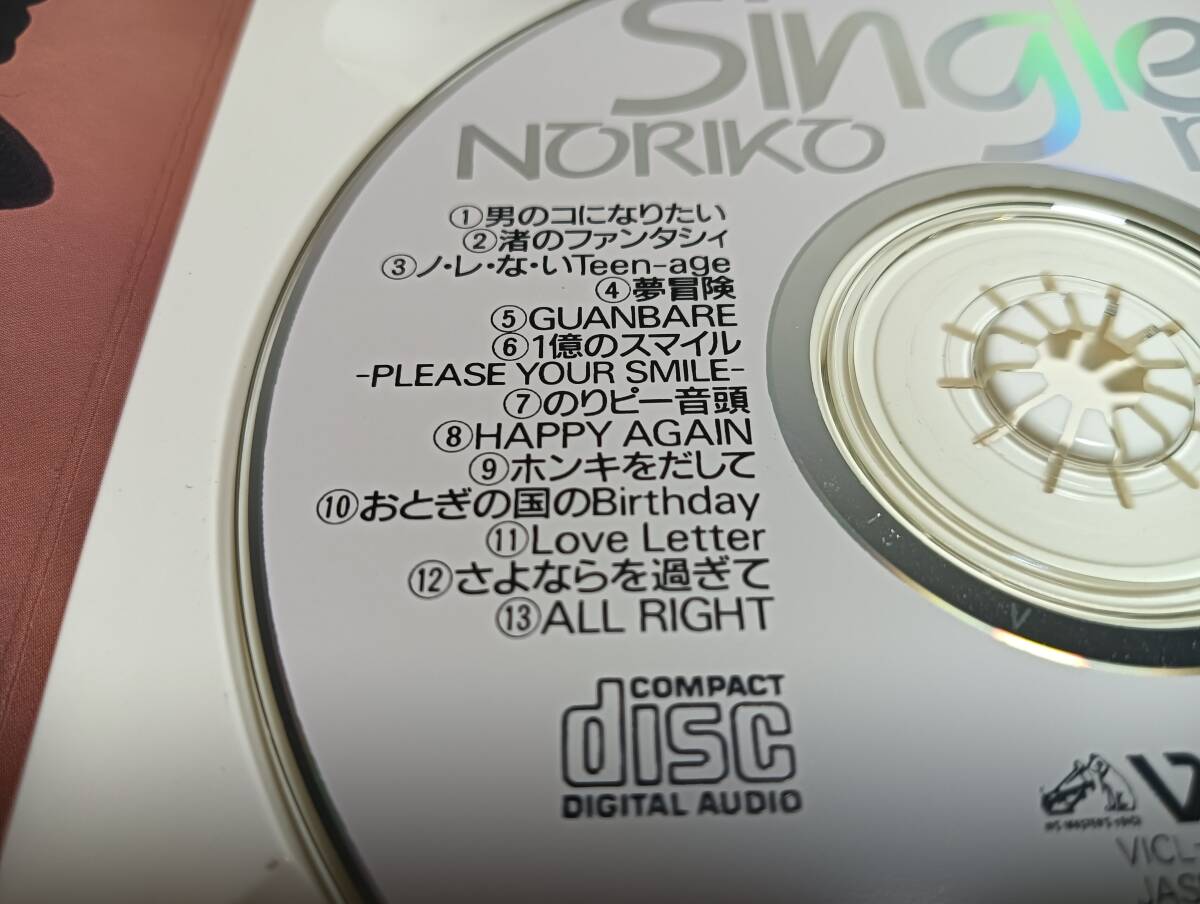 Single
NORIKO
①男のコになりたい
②渚のファンタシィ
③ノ・レ・な・いTeen-age
④夢冒険
⑤GUANBARE
⑥1億のスマイル
-PLEASE YOUR SMILE-
⑦のりピー音頭
⑧HAPPY AGAIN
⑨ホンキをだして
⑩おとぎの国のBirthday
⑪Love Letter
⑫さよならを過ぎて
⑬ALL RIGHT
COMPACT
disc
DIGITAL AUDIO
HIS MASTER'S VOICE
VICL-
JAS